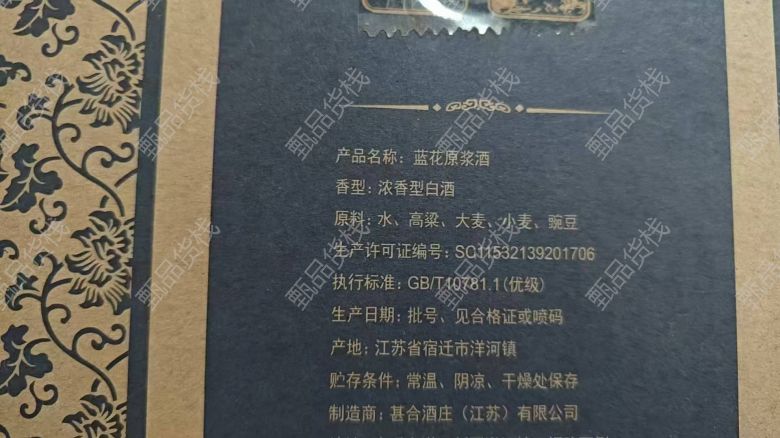 产品名称：蓝花原浆酒
香型：浓香型白酒
原料：水、高粱、大麦、小麦、豌豆
生产许可证编号：SC11532139201706
执行标准：GB/T10781.1(优级)
生产日期：批号、见合格证或喷码
产地：江苏省宿迁市洋河镇
贮存条件：常温、阴凉、干燥处保存
制造商：甚合酒庄（江苏）有限公司
甄品货栈